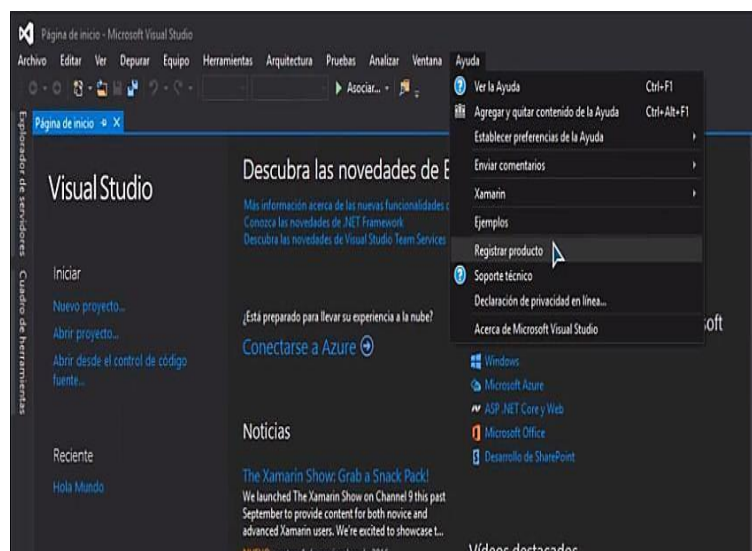 Página de inicio - Microsoft Visual Studio
Archivo Editar Ver Depurar Equipo Herramientas Arquitectura Pruebas Analizar Ventana Ayuda
Asociar...
Página de inicio
Explorador de servidores
Cuadro de herramientas
Visual Studio
Iniciar
Nuevo proyecto...
Abrir proyecto...
Abrir desde el control de código
fuente...
Reciente
Hola Mundo
Descubra las novedades de E
Más información acerca de las nuevas funcionalidades
Conozca las novedades de .NET Framework
Descubra las novedades de Visual Studio Team Services
¿Está preparado para llevar su experiencia a la nube?
Conectarse a Azure
Noticias
The Xamarin Show: Grab a Snack Pack!
We launched The Xamarin Show on Channel 9 this past
September to provide content for both novice and
advanced Xamarin users. We're excited to showcase t...
Ver la Ayuda Ctrl+F1
Agregar y quitar contenido de la Ayuda Ctrl+Alt+F1
Establecer preferencias de la Ayuda
Enviar comentarios
Xamarin
Ejemplos
Registrar producto
Soporte técnico
Declaración de privacidad en línea...
Acerca de Microsoft Visual Studio
soft
Windows
Microsoft Azure
ASP .NET Core y Web
Microsoft Office
Desarrollo de SharePoint
Vídeos destacados